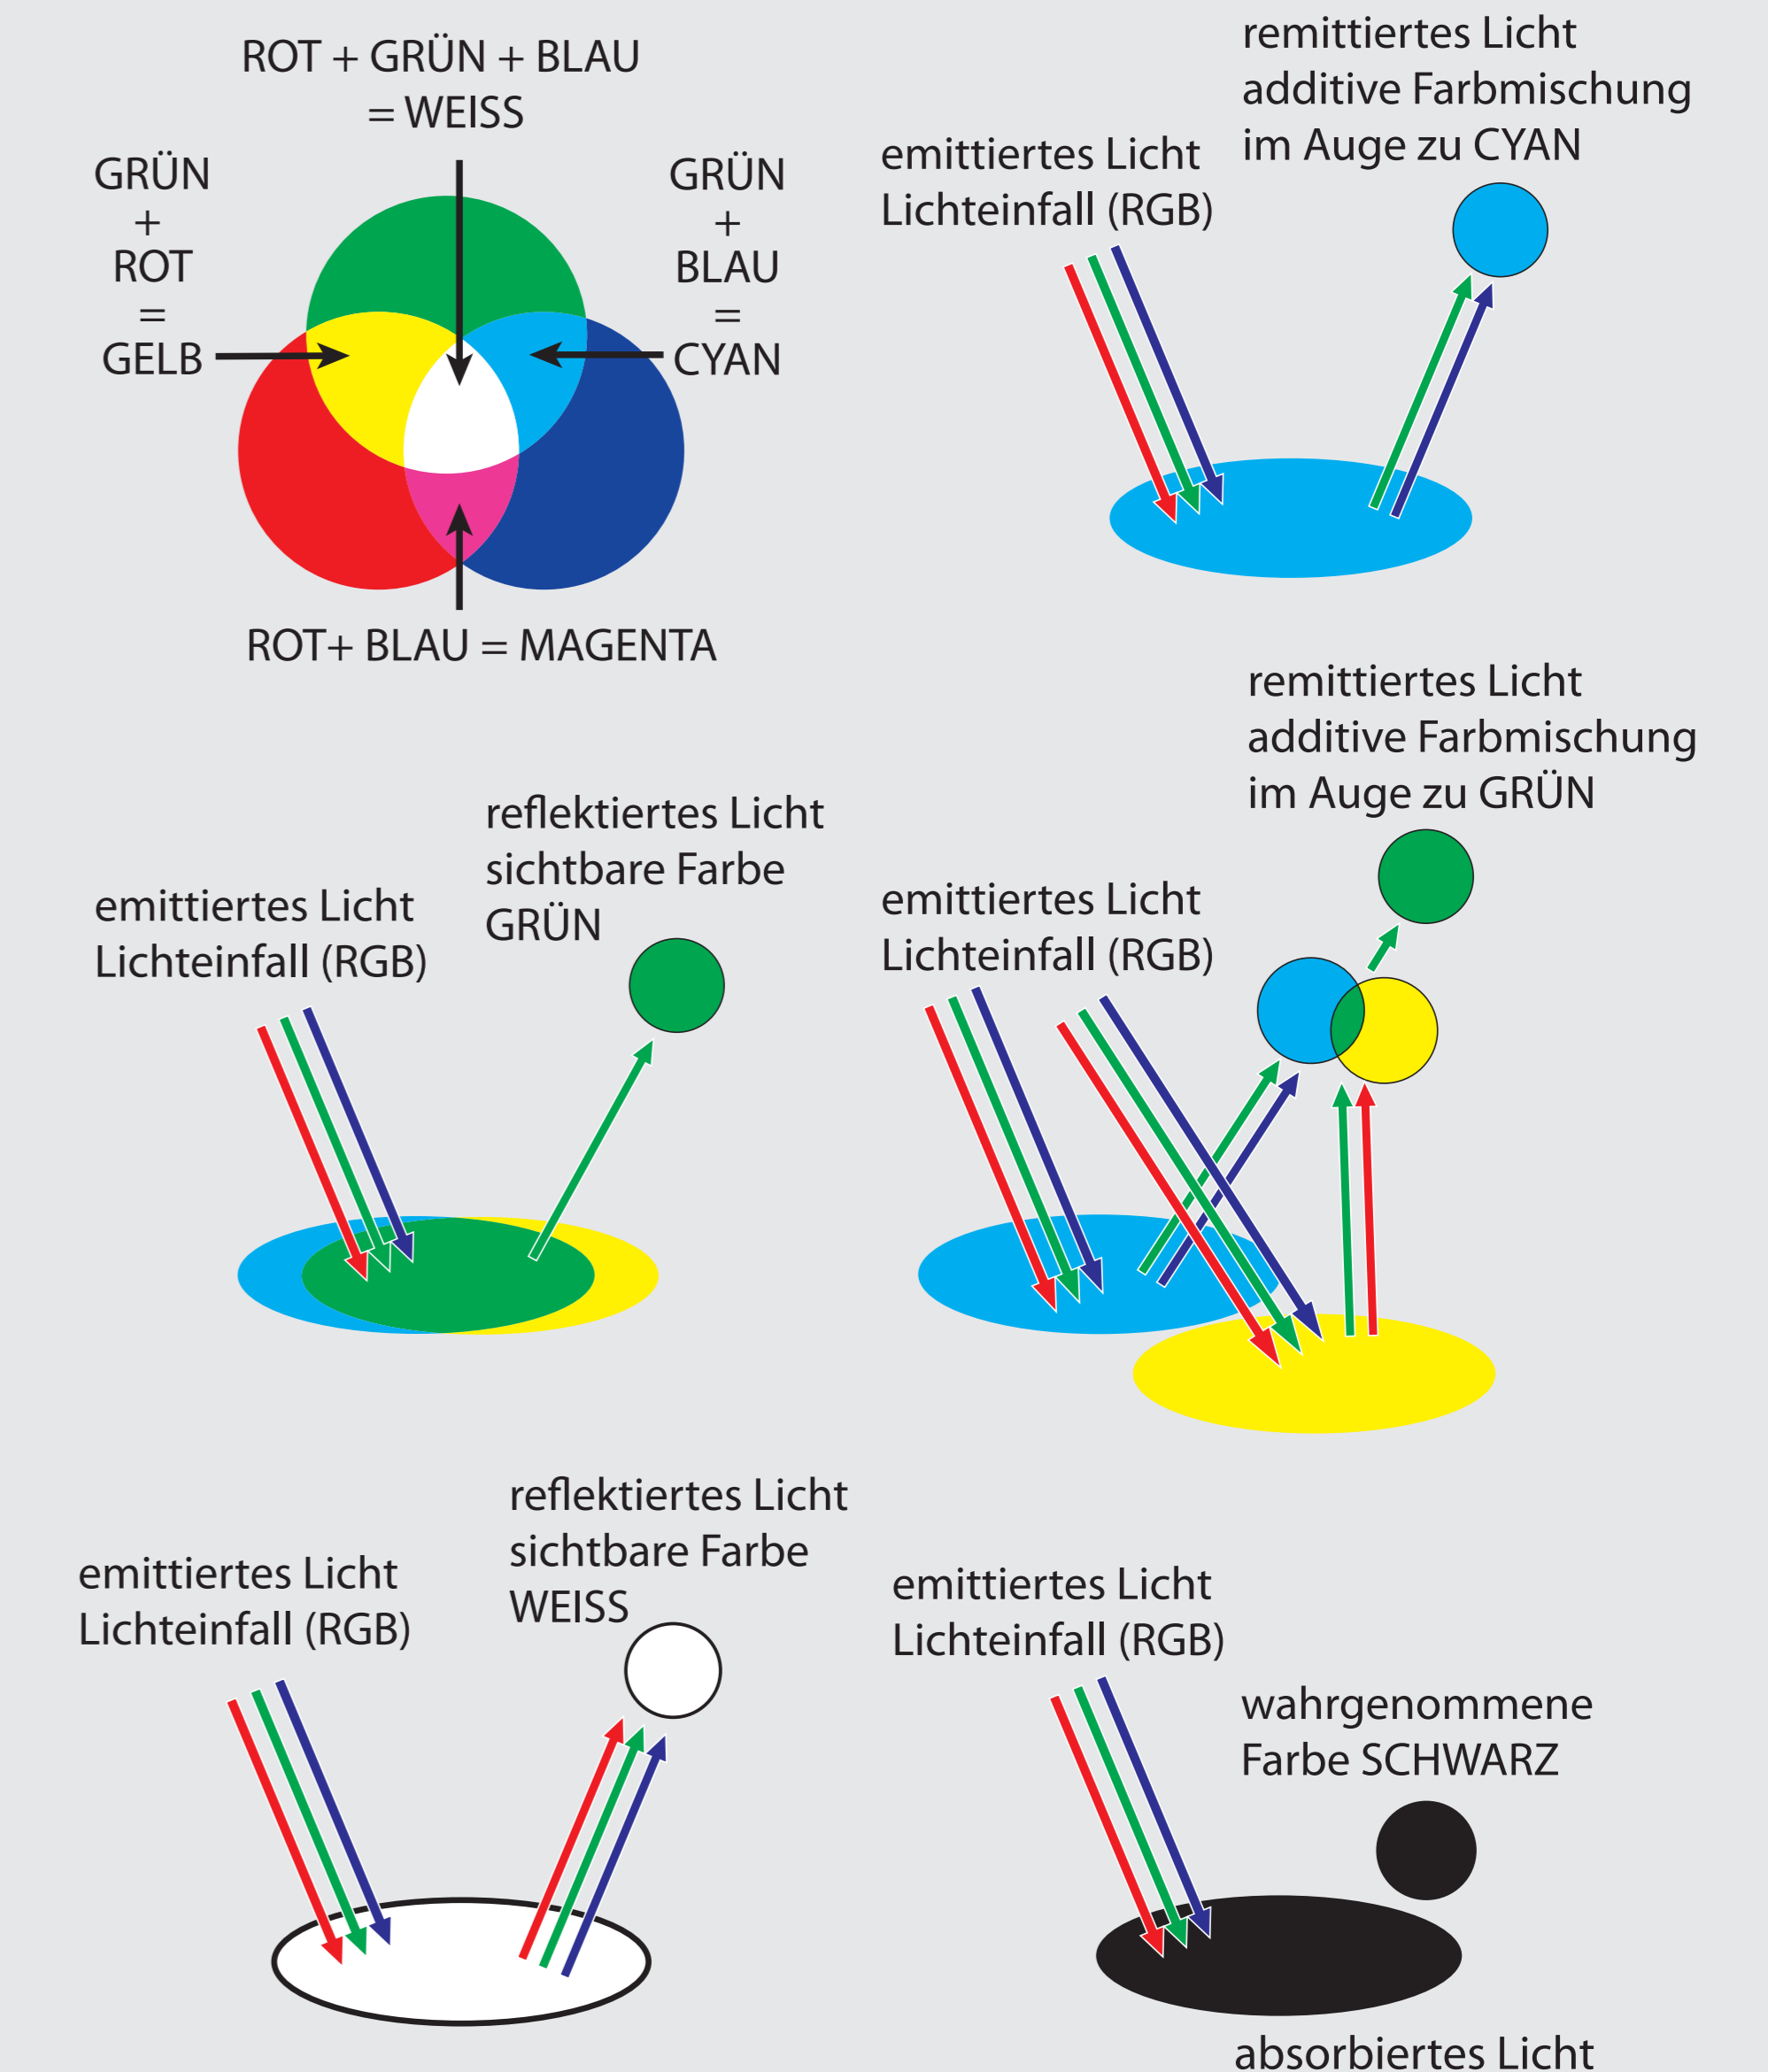 ROT + GRÜN + BLAU
= WEISS
GRÜN
+
ROT
=
GELB
GRÜN
+
BLAU
=
CYAN
ROT+ BLAU = MAGENTA
emittiertes Licht
Lichteinfall (RGB)
remittiertes Licht
additive Farbmischung
im Auge zu CYAN
emittiertes Licht
Lichteinfall (RGB)
reflektiertes Licht
sichtbare Farbe
GRÜN
emittiertes Licht
Lichteinfall (RGB)
remittiertes Licht
additive Farbmischung
im Auge zu GRÜN
emittiertes Licht
Lichteinfall (RGB)
reflektiertes Licht
sichtbare Farbe
WEISS
emittiertes Licht
Lichteinfall (RGB)
wahrgenommene
Farbe SCHWARZ
absorbiertes Licht